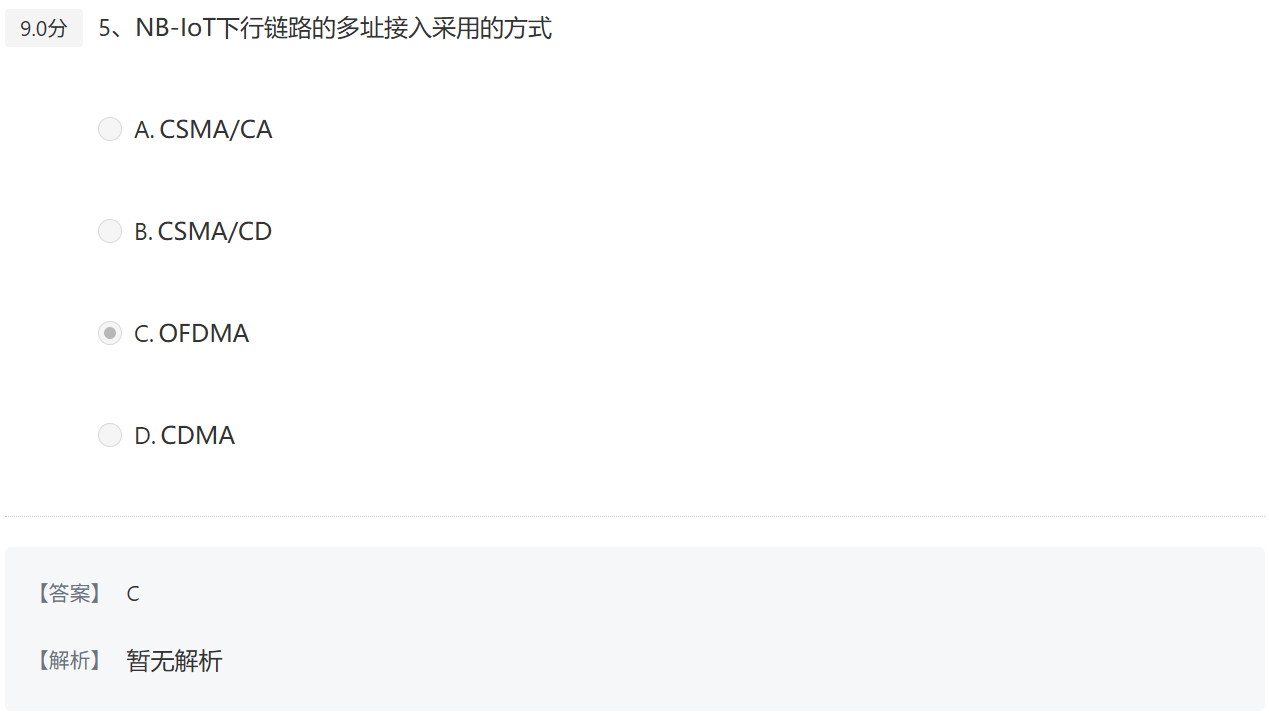 9.0分 5、NB-IoT下行链路的多址接入采用的方式
A. CSMA/CA
B. CSMA/CD
C. OFDMA
D. CDMA
【答案】 C
【解析】 暂无解析